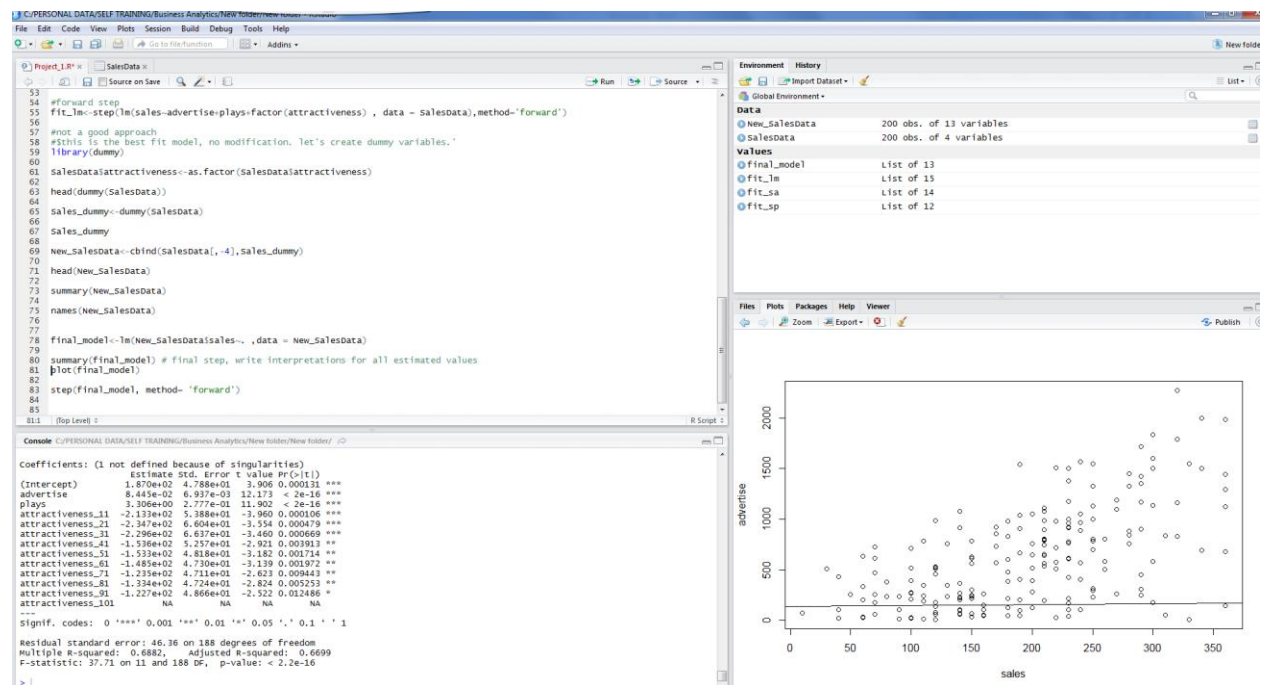 C:/PERSONAL DATA/SELF TRAINING/Business Analytics/New folder/New folder - RStudio
File Edit Code View Plots Session Build Debug Tools Help
Go to file/function Addins
New folde
Project_1.R* SalesData
Source on Save Run Source
53
54 #forward step
55 fit_lm<-step(lm(sales~advertise+plays+factor(attractiveness) , data = SalesData),method='forward')
56
57 #not a good approach
58 #$this is the best fit model, no modification. let's create dummy variables.'
59 library(dummy)
60
61 SalesData$attractiveness<-as.factor(SalesData$attractiveness)
62
63 head(dummy(SalesData))
64
65 Sales_dummy<-dummy(SalesData)
66
67 Sales_dummy
68
69 New_SalesData<-cbind(SalesData[,-4],Sales_dummy)
70
71 head(New_SalesData)
72
73 summary(New_SalesData)
74
75 names(New_SalesData)
76
77
78 final_model<-lm(New_SalesData$sales~. ,data = New_SalesData)
79
80 summary(final_model) # final step, write interpretations for all estimated values
81 plot(final_model)
82
83 step(final_model, method= 'forward')
84
85
81:1 (Top Level) R Script
Console C:/PERSONAL DATA/SELF TRAINING/Business Analytics/New folder/New folder/
Coefficients: (1 not defined because of singularities)
Estimate Std. Error t value Pr(>|t|)
(Intercept) 1.870e+02 4.788e+01 3.906 0.000131 ***
advertise 8.445e-02 6.937e-03 12.173 < 2e-16 ***
plays 3.306e+00 2.777e-01 11.902 < 2e-16 ***
attractiveness_11 -2.133e+02 5.388e+01 -3.960 0.000106 ***
attractiveness_21 -2.347e+02 6.604e+01 -3.554 0.000479 ***
attractiveness_31 -2.296e+02 6.637e+01 -3.460 0.000669 ***
attractiveness_41 -1.536e+02 5.257e+01 -2.921 0.003913 **
attractiveness_51 -1.533e+02 4.818e+01 -3.182 0.001714 **
attractiveness_61 -1.485e+02 4.730e+01 -3.139 0.001972 **
attractiveness_71 -1.235e+02 4.711e+01 -2.623 0.009443 **
attractiveness_81 -1.334e+02 4.724e+01 -2.824 0.005253 **
attractiveness_91 -1.227e+02 4.866e+01 -2.522 0.012486 *
attractiveness_101 NA NA NA NA
---
Signif. codes: 0 '***' 0.001 '**' 0.01 '*' 0.05 '.' 0.1 ' ' 1
Residual standard error: 46.36 on 188 degrees of freedom
Multiple R-squared: 0.6882, Adjusted R-squared: 0.6699
F-statistic: 37.71 on 11 and 188 DF, p-value: < 2.2e-16
>
Environment History
Import Dataset List
Global Environment
Data
New_SalesData 200 obs. of 13 variables
SalesData 200 obs. of 4 variables
Values
final_model List of 13
fit_lm List of 15
fit_sa List of 14
fit_sp List of 12
Files Plots Packages Help Viewer
Zoom Export Publish
advertise
2000
1500
1000
500
0
0 50 100 150 200 250 300 350
sales